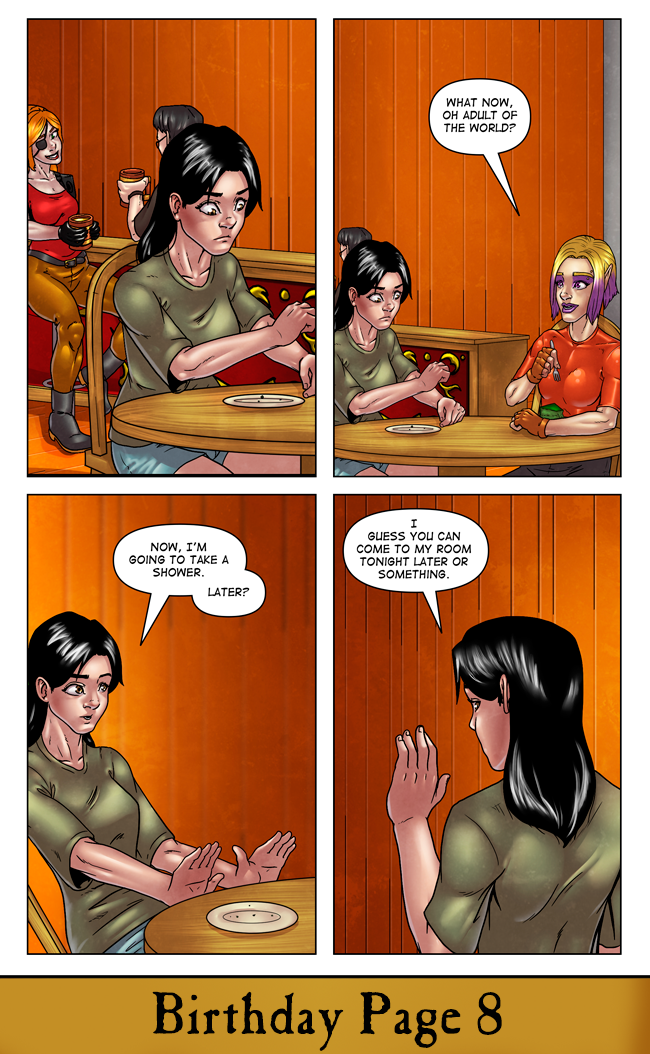 WHAT NOW,
OH ADULT OF
THE WORLD?
NOW, I'M
GOING TO TAKE A
SHOWER.
LATER?
I
GUESS YOU CAN
COME TO MY ROOM
TONIGHT LATER OR
SOMETHING.
Birthday Page 8